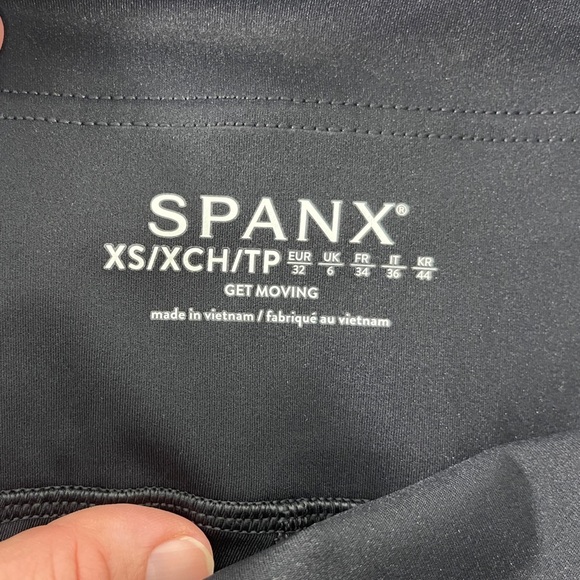 SPANX®
XS/XCH/TP EUR 32 UK 6 FR 34 IT 36 KR 44
GET MOVING
made in vietnam / fabriqué au vietnam